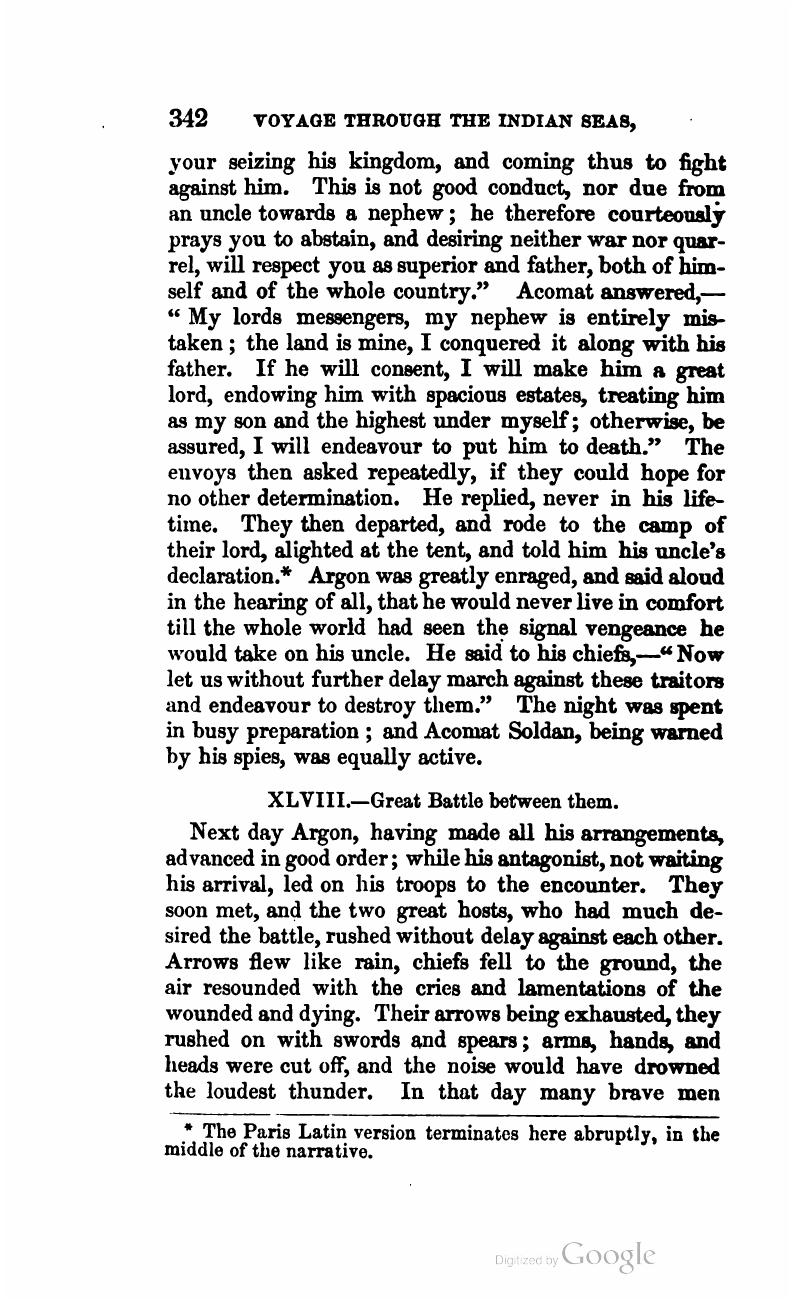 342 VOYAGE THROUGH THE INDIAN SEAS,
your seizing his kingdom, and coming thus to fight
against him. This is not good conduct, nor due from
an uncle towards a nephew; he therefore courteously
prays you to abstain, and desiring neither war nor quar-
rel, will respect you as superior and father, both of him-
self and of the whole country.” Acomat answered,—
“ My lords messengers, my nephew is entirely mis-
taken ; the land is mine, I conquered it along with his
father. If he will consent, I will make him a great
lord, endowing him with spacious estates, treating him
as my son and the highest under myself; otherwise, be
assured, I will endeavour to put him to death.” The
envoys then asked repeatedly, if they could hope for
no other determination. He replied, never in his life-
time. They then departed, and rode to the camp of
their lord, alighted at the tent, and told him his uncle’s
declaration.* Argon was greatly enraged, and said aloud
in the hearing of all, that he would never live in comfort
till the whole world had seen the signal vengeance he
would take on his uncle. He said to his chiefs,—“ Now
let us without further delay march against these traitors
and endeavour to destroy them.” The night was spent
in busy preparation ; and Acomat Soldan, being warned
by his spies, was equally active.
XLVIII.—Great Battle between them.
Next day Argon, having made all his arrangements,
advanced in good order; while his antagonist, not waiting
his arrival, led on his troops to the encounter. They
soon met, and the two great hosts, who had much de-
sired the battle, rushed without delay against each other.
Arrows flew like rain, chiefs fell to the ground, the
air resounded with the cries and lamentations of the
wounded and dying. Their arrows being exhausted, they
rushed on with swords and spears; arms, hands, and
heads were cut off, and the noise would have drowned
the loudest thunder. In that day many brave men
* The Paris Latin version terminates here abruptly, in the
middle of the narrative.
Digitized by Google